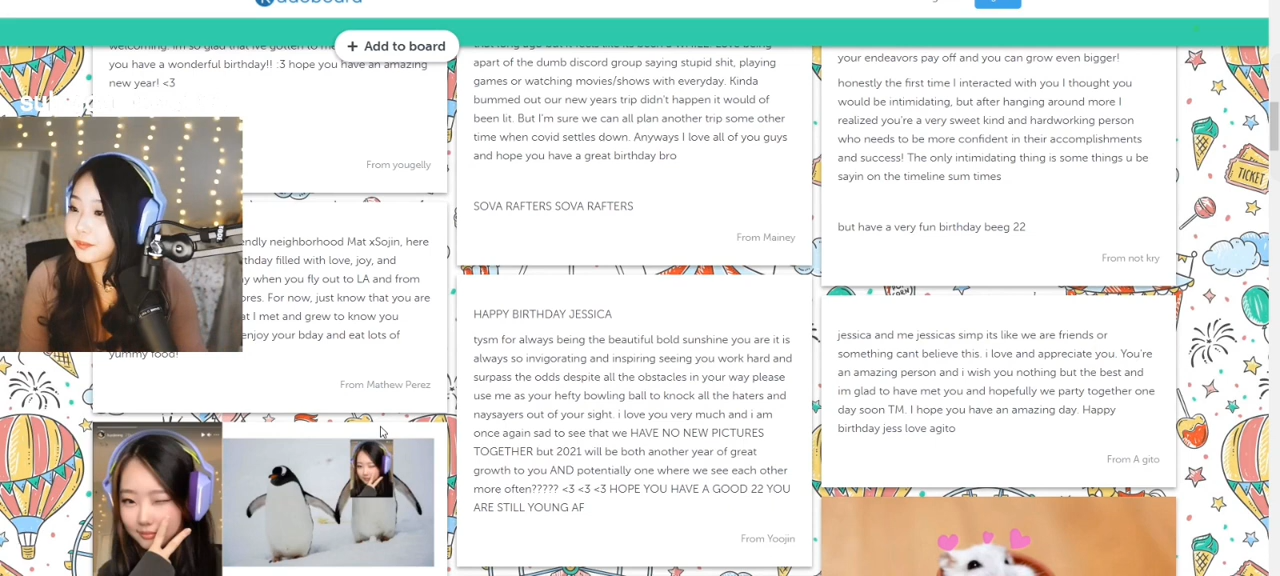 + Add to board
you have a wonderful birthday!! :3 hope you have an amazing
new year! <3
From yougelly
endly neighborhood Mat xSojin, here
thday filled with love, joy, and
y when you fly out to LA and from
ores. For now, just know that you are
at I met and grew to know you
enjoy your bday and eat lots of
yummy food!
From Mathew Perez
apart of the dumb discord group saying stupid shit, playing
games or watching movies/shows with everyday. Kinda
bummed out our new years trip didn't happen it would of
been lit. But I'm sure we can all plan another trip some other
time when covid settles down. Anyways I love all of you guys
and hope you have a great birthday bro
SOVA RAFTERS SOVA RAFTERS
From Mainey
HAPPY BIRTHDAY JESSICA
tysm for always being the beautiful bold sunshine you are it is
always so invigorating and inspiring seeing you work hard and
surpass the odds despite all the obstacles in your way please
use me as your hefty bowling ball to knock all the haters and
naysayers out of your sight. i love you very much and i am
once again sad to see that we HAVE NO NEW PICTURES
TOGETHER but 2021 will be both another year of great
growth to you AND potentially one where we see each other
more often????? <3 <3 <3 HOPE YOU HAVE A GOOD 22 YOU
ARE STILL YOUNG AF
From Yoojin
your endeavors pay off and you can grow even bigger!
honestly the first time I interacted with you I thought you
would be intimidating, but after hanging around more I
realized you're a very sweet kind and hardworking person
who needs to be more confident in their accomplishments
and success! The only intimidating thing is some things u be
sayin on the timeline sum times
but have a very fun birthday beeg 22
From not kry
jessica and me jessicas simp its like we are friends or
something cant believe this. i love and appreciate you. You're
an amazing person and i wish you nothing but the best and
im glad to have met you and hopefully we party together one
day soon TM. I hope you have an amazing day. Happy
birthday jess love agito
From A gito
TICKET